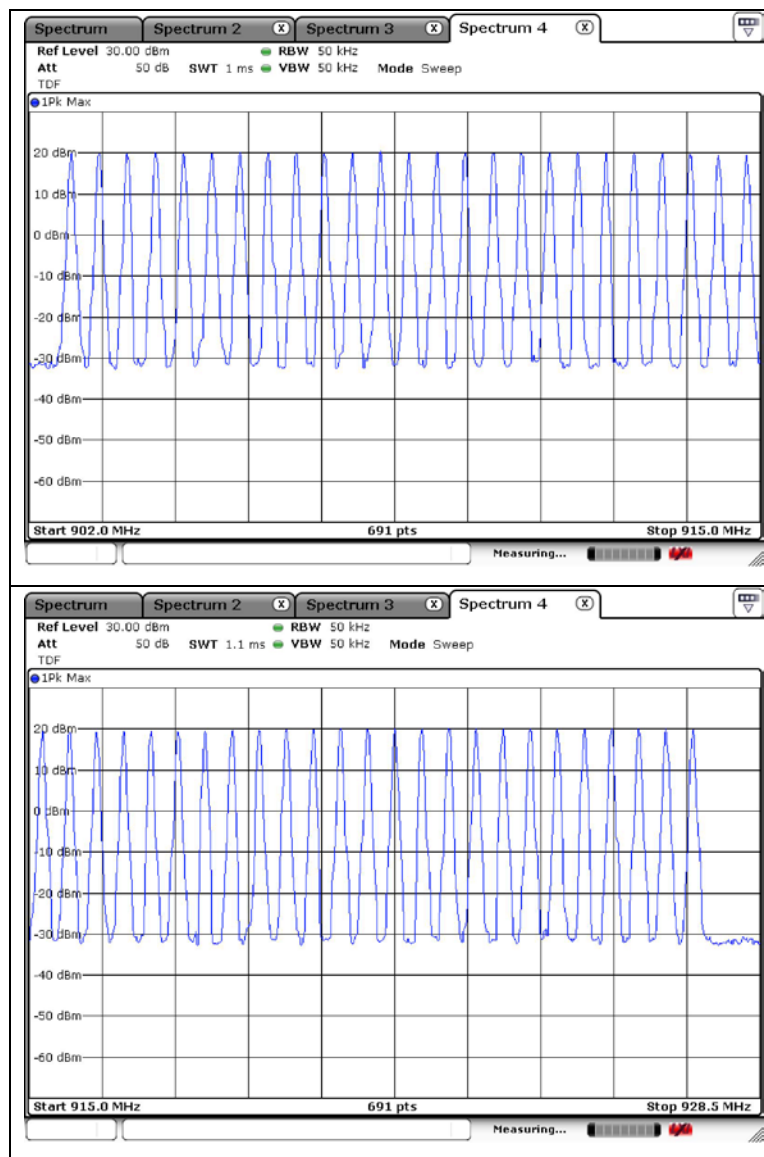 Spectrum Spectrum 2 X Spectrum 3 X Spectrum 4 X
Ref Level 30.00 dBm RBW 50 kHz
Att 50 dB SWT 1 ms VBW 50 kHz Mode Sweep
TDF
1Pk Max
20 dBm
10 dBm
0 dBm
-10 dBm
-20 dBm
-30 dBm
-40 dBm
-50 dBm
-60 dBm
Start 902.0 MHz 691 pts Stop 915.0 MHz
Measuring...
Spectrum Spectrum 2 X Spectrum 3 X Spectrum 4 X
Ref Level 30.00 dBm RBW 50 kHz
Att 50 dB SWT 1.1 ms VBW 50 kHz Mode Sweep
TDF
1Pk Max
20 dBm
10 dBm
0 dBm
-10 dBm
-20 dBm
-30 dBm
-40 dBm
-50 dBm
-60 dBm
Start 915.0 MHz 691 pts Stop 928.5 MHz
Measuring...